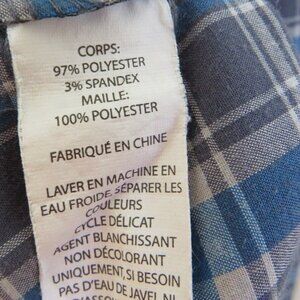 CORPS:
97% POLYESTER
3% SPANDEX
MAILLE:
100% POLYESTER
FABRIQUÉ EN CHINE
LAVER EN MACHINE EN
EAU FROIDE SÉPARER LES
COULEURS
CYCLE DÉLICAT
AGENT BLANCHISSANT
NON DÉCOLORANT
UNIQUEMENT, SI BESOIN
PAS D'EAU DE JAVEL NI